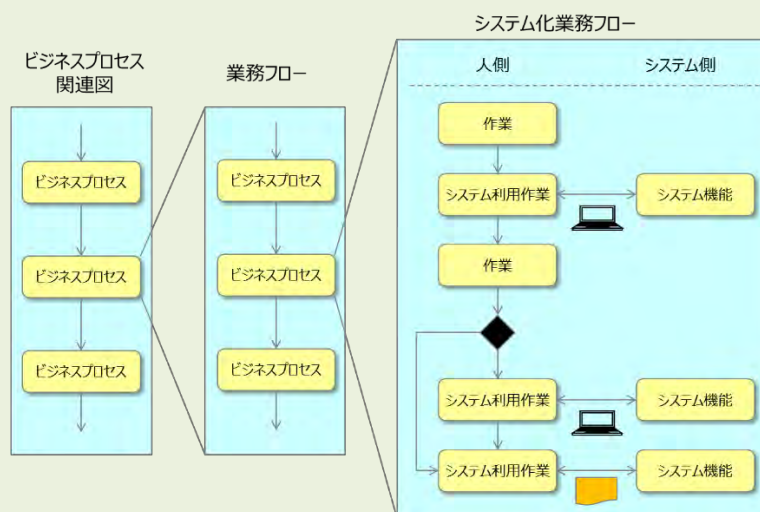 ビジネスプロセス
関連図
ビジネスプロセス
ビジネスプロセス
ビジネスプロセス
業務フロー
ビジネスプロセス
ビジネスプロセス
ビジネスプロセス
システム化業務フロー
人側
システム側
作業
システム利用作業
システム機能
作業
システム利用作業
システム機能
システム利用作業
システム機能